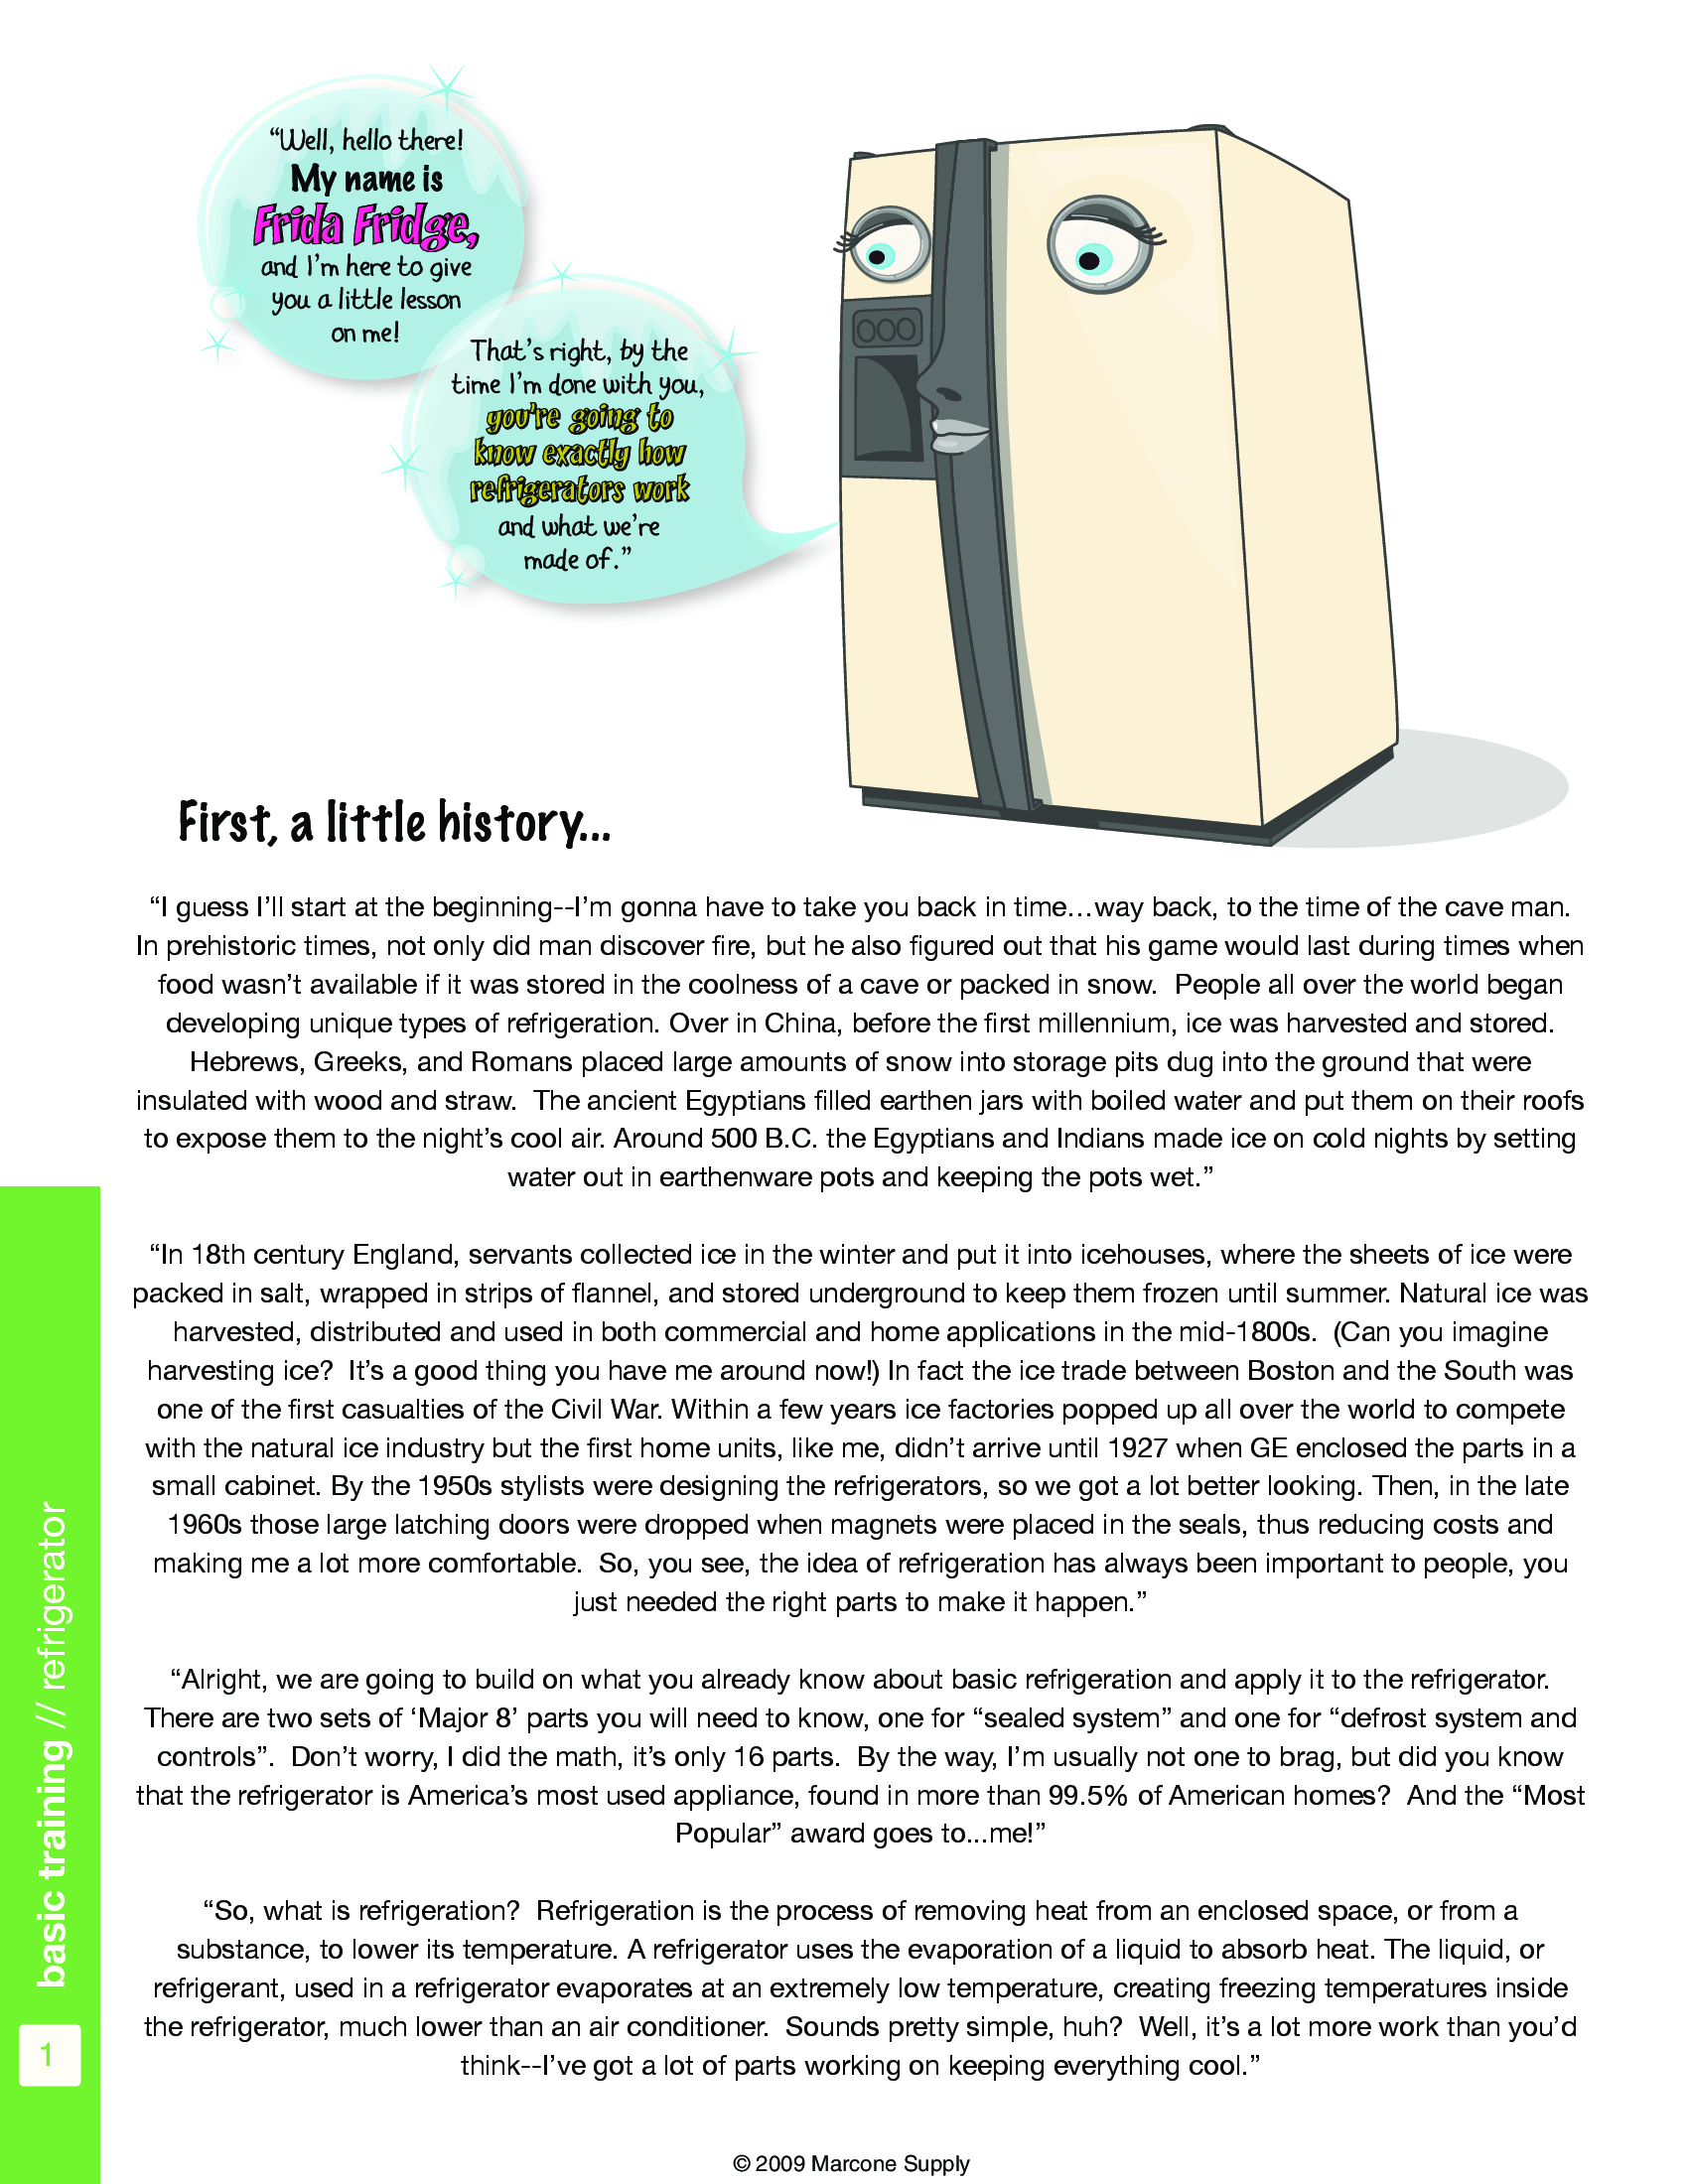 “Well, hello there!
My name is
Frida Fridge,
and I’m here to give
you a little lesson
on me!
That’s right, by the
time I’m done with you,
you’re going to
know exactly how
refrigerators work
and what we’re
made of.”
First, a little history...
“I guess I’ll start at the beginning--I’m gonna have to take you back in time…way back, to the time of the cave man.
In prehistoric times, not only did man discover fire, but he also figured out that his game would last during times when
food wasn’t available if it was stored in the coolness of a cave or packed in snow.  People all over the world began
developing unique types of refrigeration. Over in China, before the first millennium, ice was harvested and stored.
Hebrews, Greeks, and Romans placed large amounts of snow into storage pits dug into the ground that were
insulated with wood and straw.  The ancient Egyptians filled earthen jars with boiled water and put them on their roofs
to expose them to the night’s cool air. Around 500 B.C. the Egyptians and Indians made ice on cold nights by setting
water out in earthenware pots and keeping the pots wet.”
“In 18th century England, servants collected ice in the winter and put it into icehouses, where the sheets of ice were
packed in salt, wrapped in strips of flannel, and stored underground to keep them frozen until summer. Natural ice was
harvested, distributed and used in both commercial and home applications in the mid-1800s.  (Can you imagine
harvesting ice?  It’s a good thing you have me around now!) In fact the ice trade between Boston and the South was
one of the first casualties of the Civil War. Within a few years ice factories popped up all over the world to compete
with the natural ice industry but the first home units, like me, didn’t arrive until 1927 when GE enclosed the parts in a
small cabinet. By the 1950s stylists were designing the refrigerators, so we got a lot better looking. Then, in the late
1960s those large latching doors were dropped when magnets were placed in the seals, thus reducing costs and
making me a lot more comfortable.  So, you see, the idea of refrigeration has always been important to people, you
just needed the right parts to make it happen.”
“Alright, we are going to build on what you already know about basic refrigeration and apply it to the refrigerator.
There are two sets of ‘Major 8’ parts you will need to know, one for “sealed system” and one for “defrost system and
controls”.  Don’t worry, I did the math, it’s only 16 parts.  By the way, I’m usually not one to brag, but did you know
that the refrigerator is America’s most used appliance, found in more than 99.5% of American homes?  And the “Most
Popular” award goes to...me!”
“So, what is refrigeration?  Refrigeration is the process of removing heat from an enclosed space, or from a
substance, to lower its temperature. A refrigerator uses the evaporation of a liquid to absorb heat. The liquid, or
refrigerant, used in a refrigerator evaporates at an extremely low temperature, creating freezing temperatures inside
the refrigerator, much lower than an air conditioner.  Sounds pretty simple, huh?  Well, it’s a lot more work than you’d
think--I’ve got a lot of parts working on keeping everything cool.”
basic training // refrigerator
1
© 2009 Marcone Supply